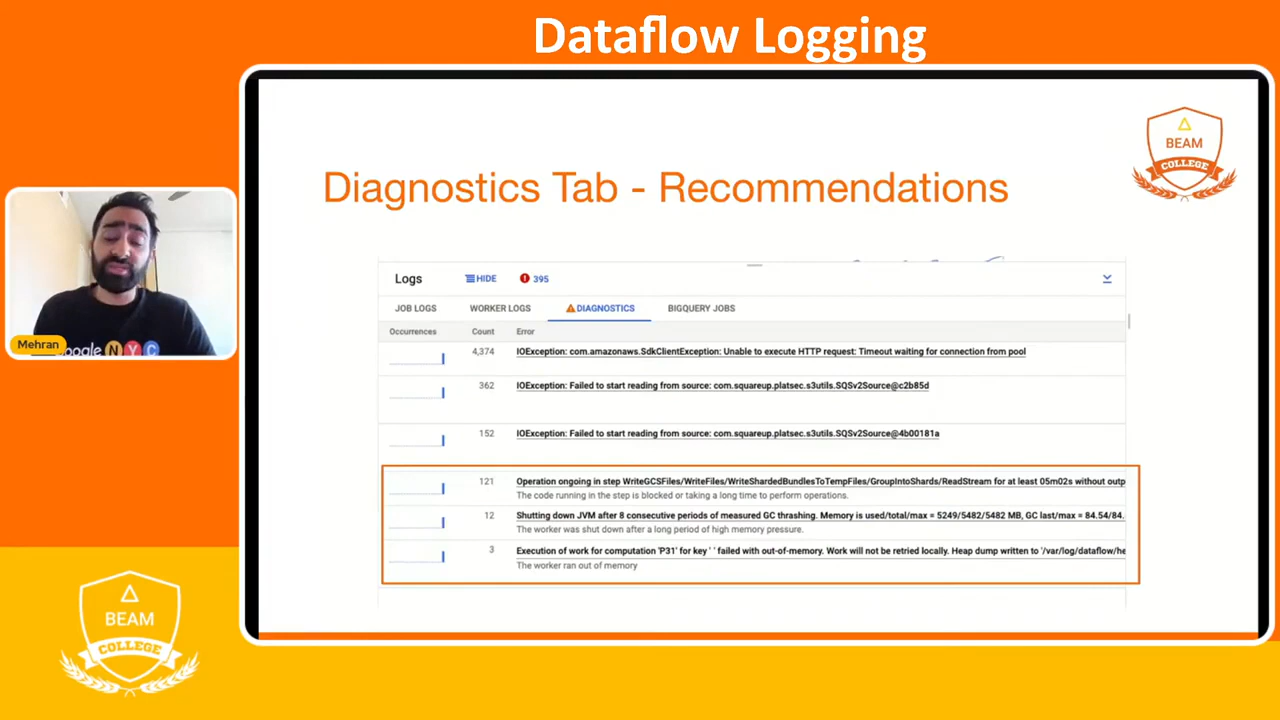 Dataflow Logging
BEAM
COLLEGE
Diagnostics Tab - Recommendations
Logs
HIDE
395
JOB LOGS
WORKER LOGS
DIAGNOSTICS
BIGQUERY JOBS
Occurrences Count Error
4,374 IOException: com.amazonaws.SdkClientException: Unable to execute HTTP request: Timeout waiting for connection from pool
362 IOException: Failed to start reading from source: com.squareup.platsec.s3utils.SQSv2Source@c2b85d
152 IOException: Failed to start reading from source: com.squareup.platsec.s3utils.SQSv2Source@4b00181a
121 Operation ongoing in step WriteGCSFiles/WriteFiles/WriteShardedBundlesToTempFiles/GroupIntoShards/ReadStream for at least 05m02s without outp
The code running in the step is blocked or taking a long time to perform operations.
12 Shutting down JVM after 8 consecutive periods of measured GC thrashing. Memory is used/total/max = 5249/5482/5482 MB, GC last/max = 84.54/84.
The worker was shut down after a long period of high memory pressure.
3 Execution of work for computation 'P31' for key ' ' failed with out-of-memory. Work will not be retried locally. Heap dump written to '/var/log/dataflow/he
The worker ran out of memory
Mehran
oogle NYC
BEAM
COLLEGE